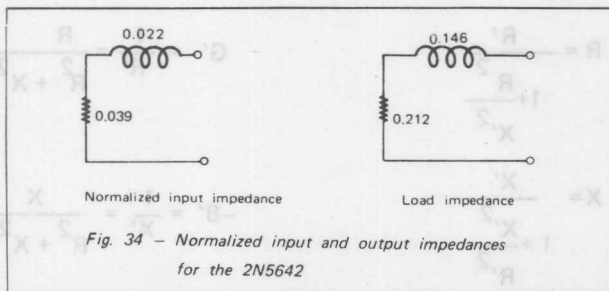 0.022
0.039
Normalized input impedance
0.146
0.212
Load impedance
Fig. 34 – Normalized input and output impedances
for the 2N5642